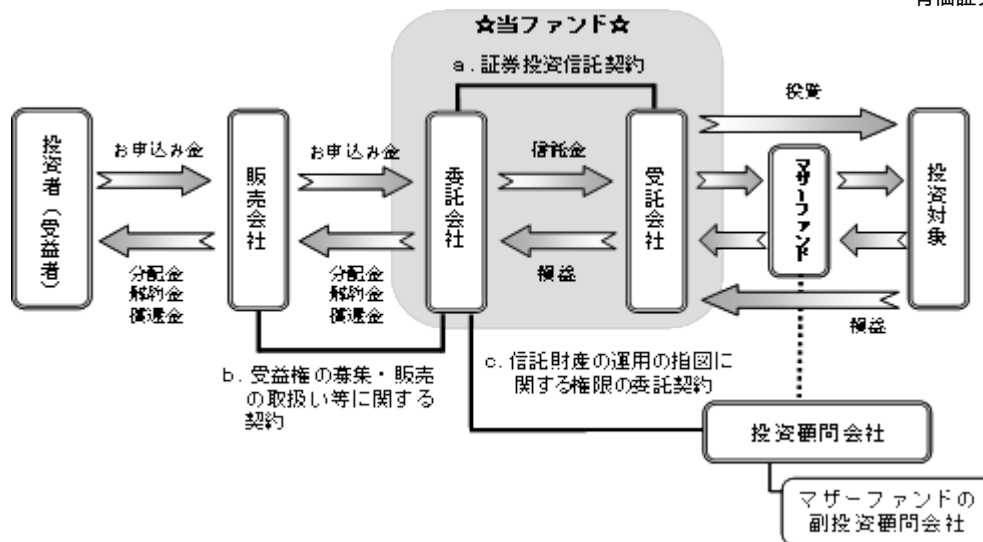 ☆当ファンド☆
a．証券投資信託契約
投資者（受益者）
お申込み金
分配金
解約金
償還金
販売会社
お申込み金
分配金
解約金
償還金
委託会社
信託金
損益
受託会社
投資
マザーファンド
投資対象
損益
b．受益権の募集・販売
の取扱い等に関する
契約
c．信託財産の運用の指図に
関する権限の委託契約
投資顧問会社
マザーファンドの
副投資顧問会社